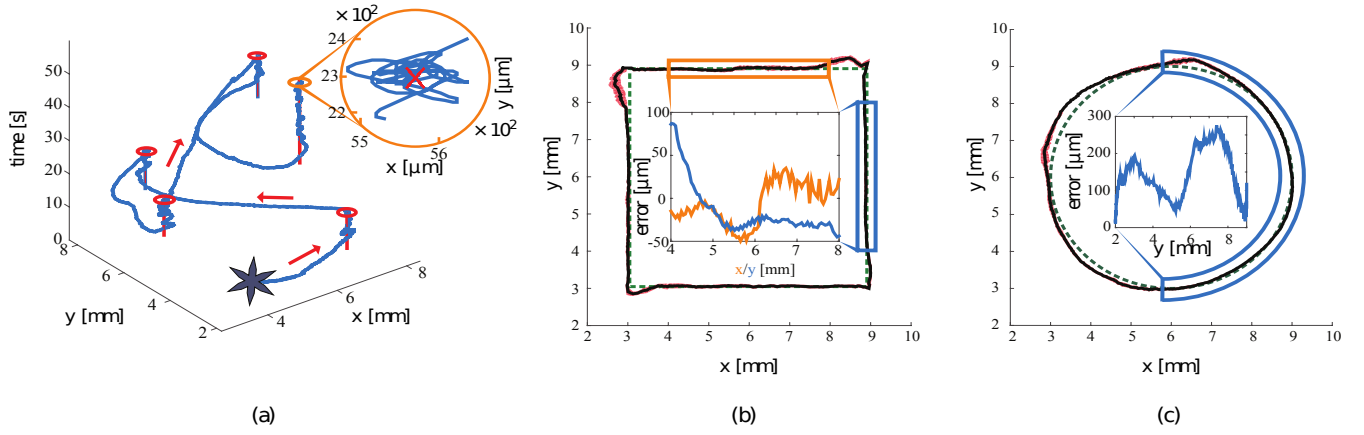 × 10²
24
23
22
y [µm]
× 10²
55
56
x [µm]
60
50
40
30
20
10
0
time [s]
8
6
4
2
y [mm]
4
6
8
x [mm]
(a)
10
9
8
7
6
5
4
3
2
y [mm]
100
50
0
-50
error [µm]
4 5 6 7 8
x/y [mm]
2 3 4 5 6 7 8 9 10
x [mm]
(b)
10
9
8
7
6
5
4
3
2
y [mm]
300
200
100
0
error [µm]
2 4 6 8
y [mm]
2 3 4 5 6 7 8 9 10
x [mm]
(c)